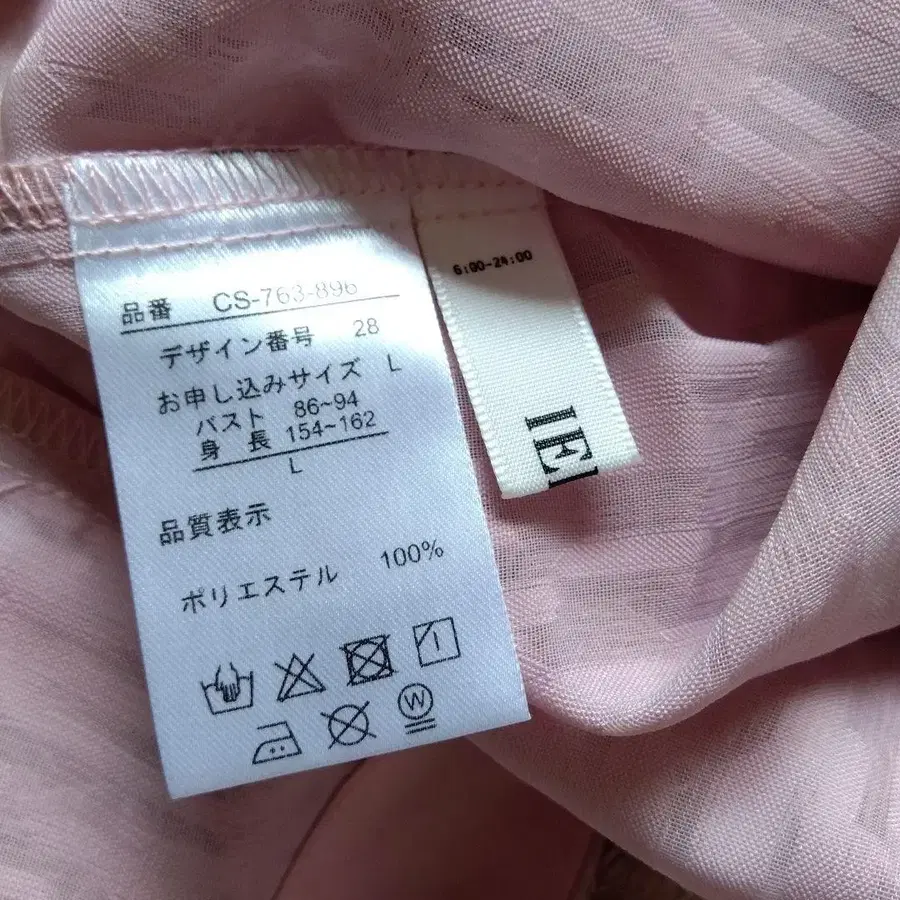 品番 CS-763-896
デザイン番号 28
お申し込みサイズ L
バスト 86~94
身長 154~162
L
品質表示
ポリエステル 100%
W
6:00-24:00